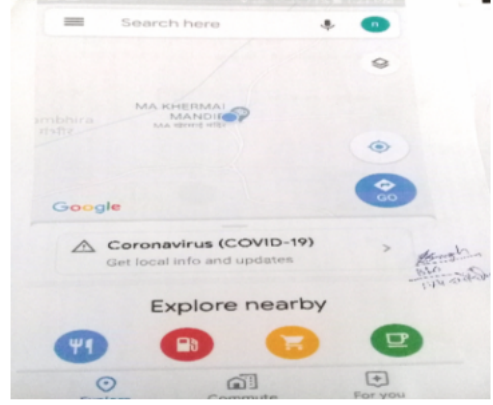 Search here
n
MA KHERMAI
MANDIR
Google
GO
Coronavirus (COVID-19)
Get local info and updates
Explore nearby
Explore
Commute
For you